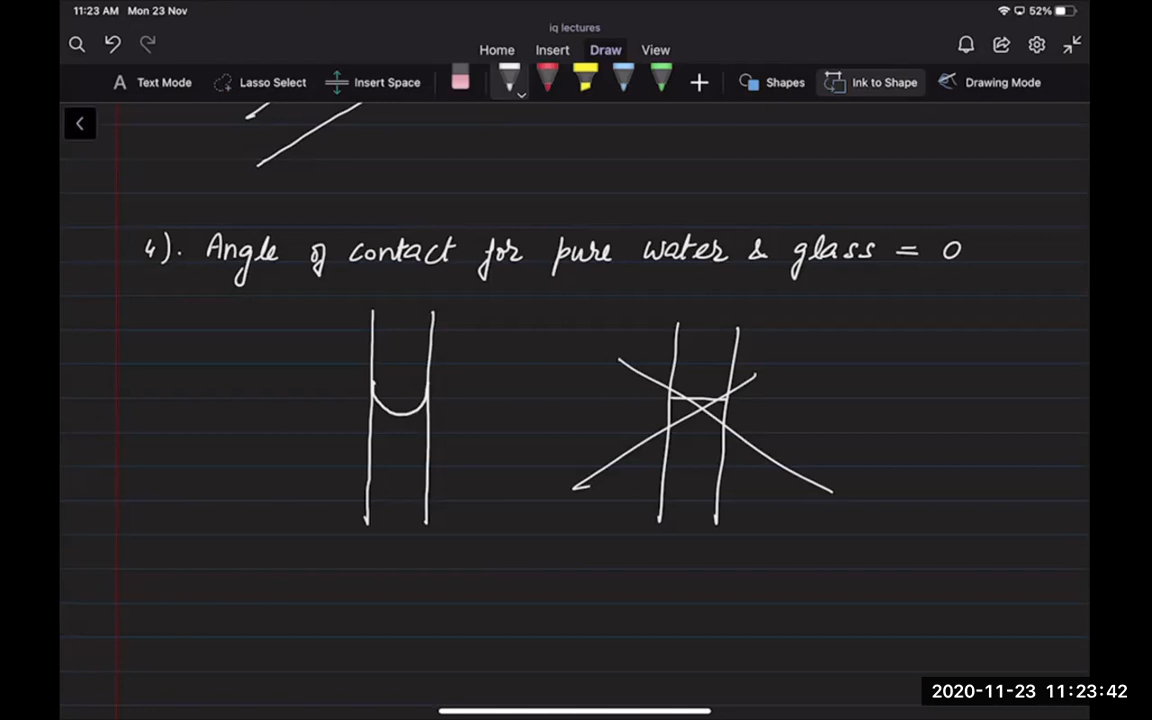 11:23 AM Mon 23 Nov
52%
iq lectures
Home Insert Draw View
Text Mode Lasso Select Insert Space Shapes Ink to Shape Drawing Mode
4). Angle of contact for pure water & glass = 0
2020-11-23 11:23:42